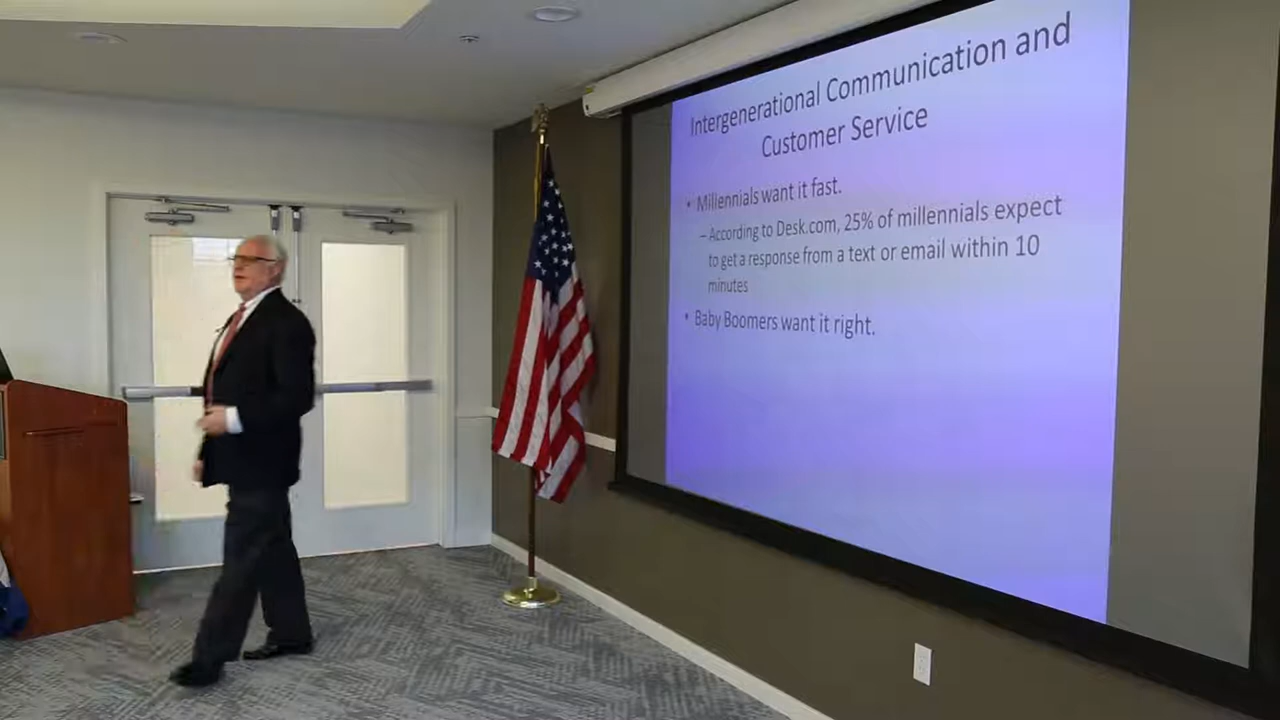 Intergenerational Communication and
Customer Service
• Millennials want it fast.
– According to Desk.com, 25% of millennials expect
to get a response from a text or email within 10
minutes
• Baby Boomers want it right.